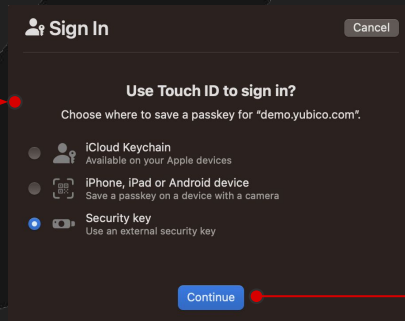 Sign In
Cancel
Use Touch ID to sign in?
Choose where to save a passkey for “demo.yubico.com”.
iCloud Keychain
Available on your Apple devices
iPhone, iPad or Android device
Save a passkey on a device with a camera
Security key
Use an external security key
Continue